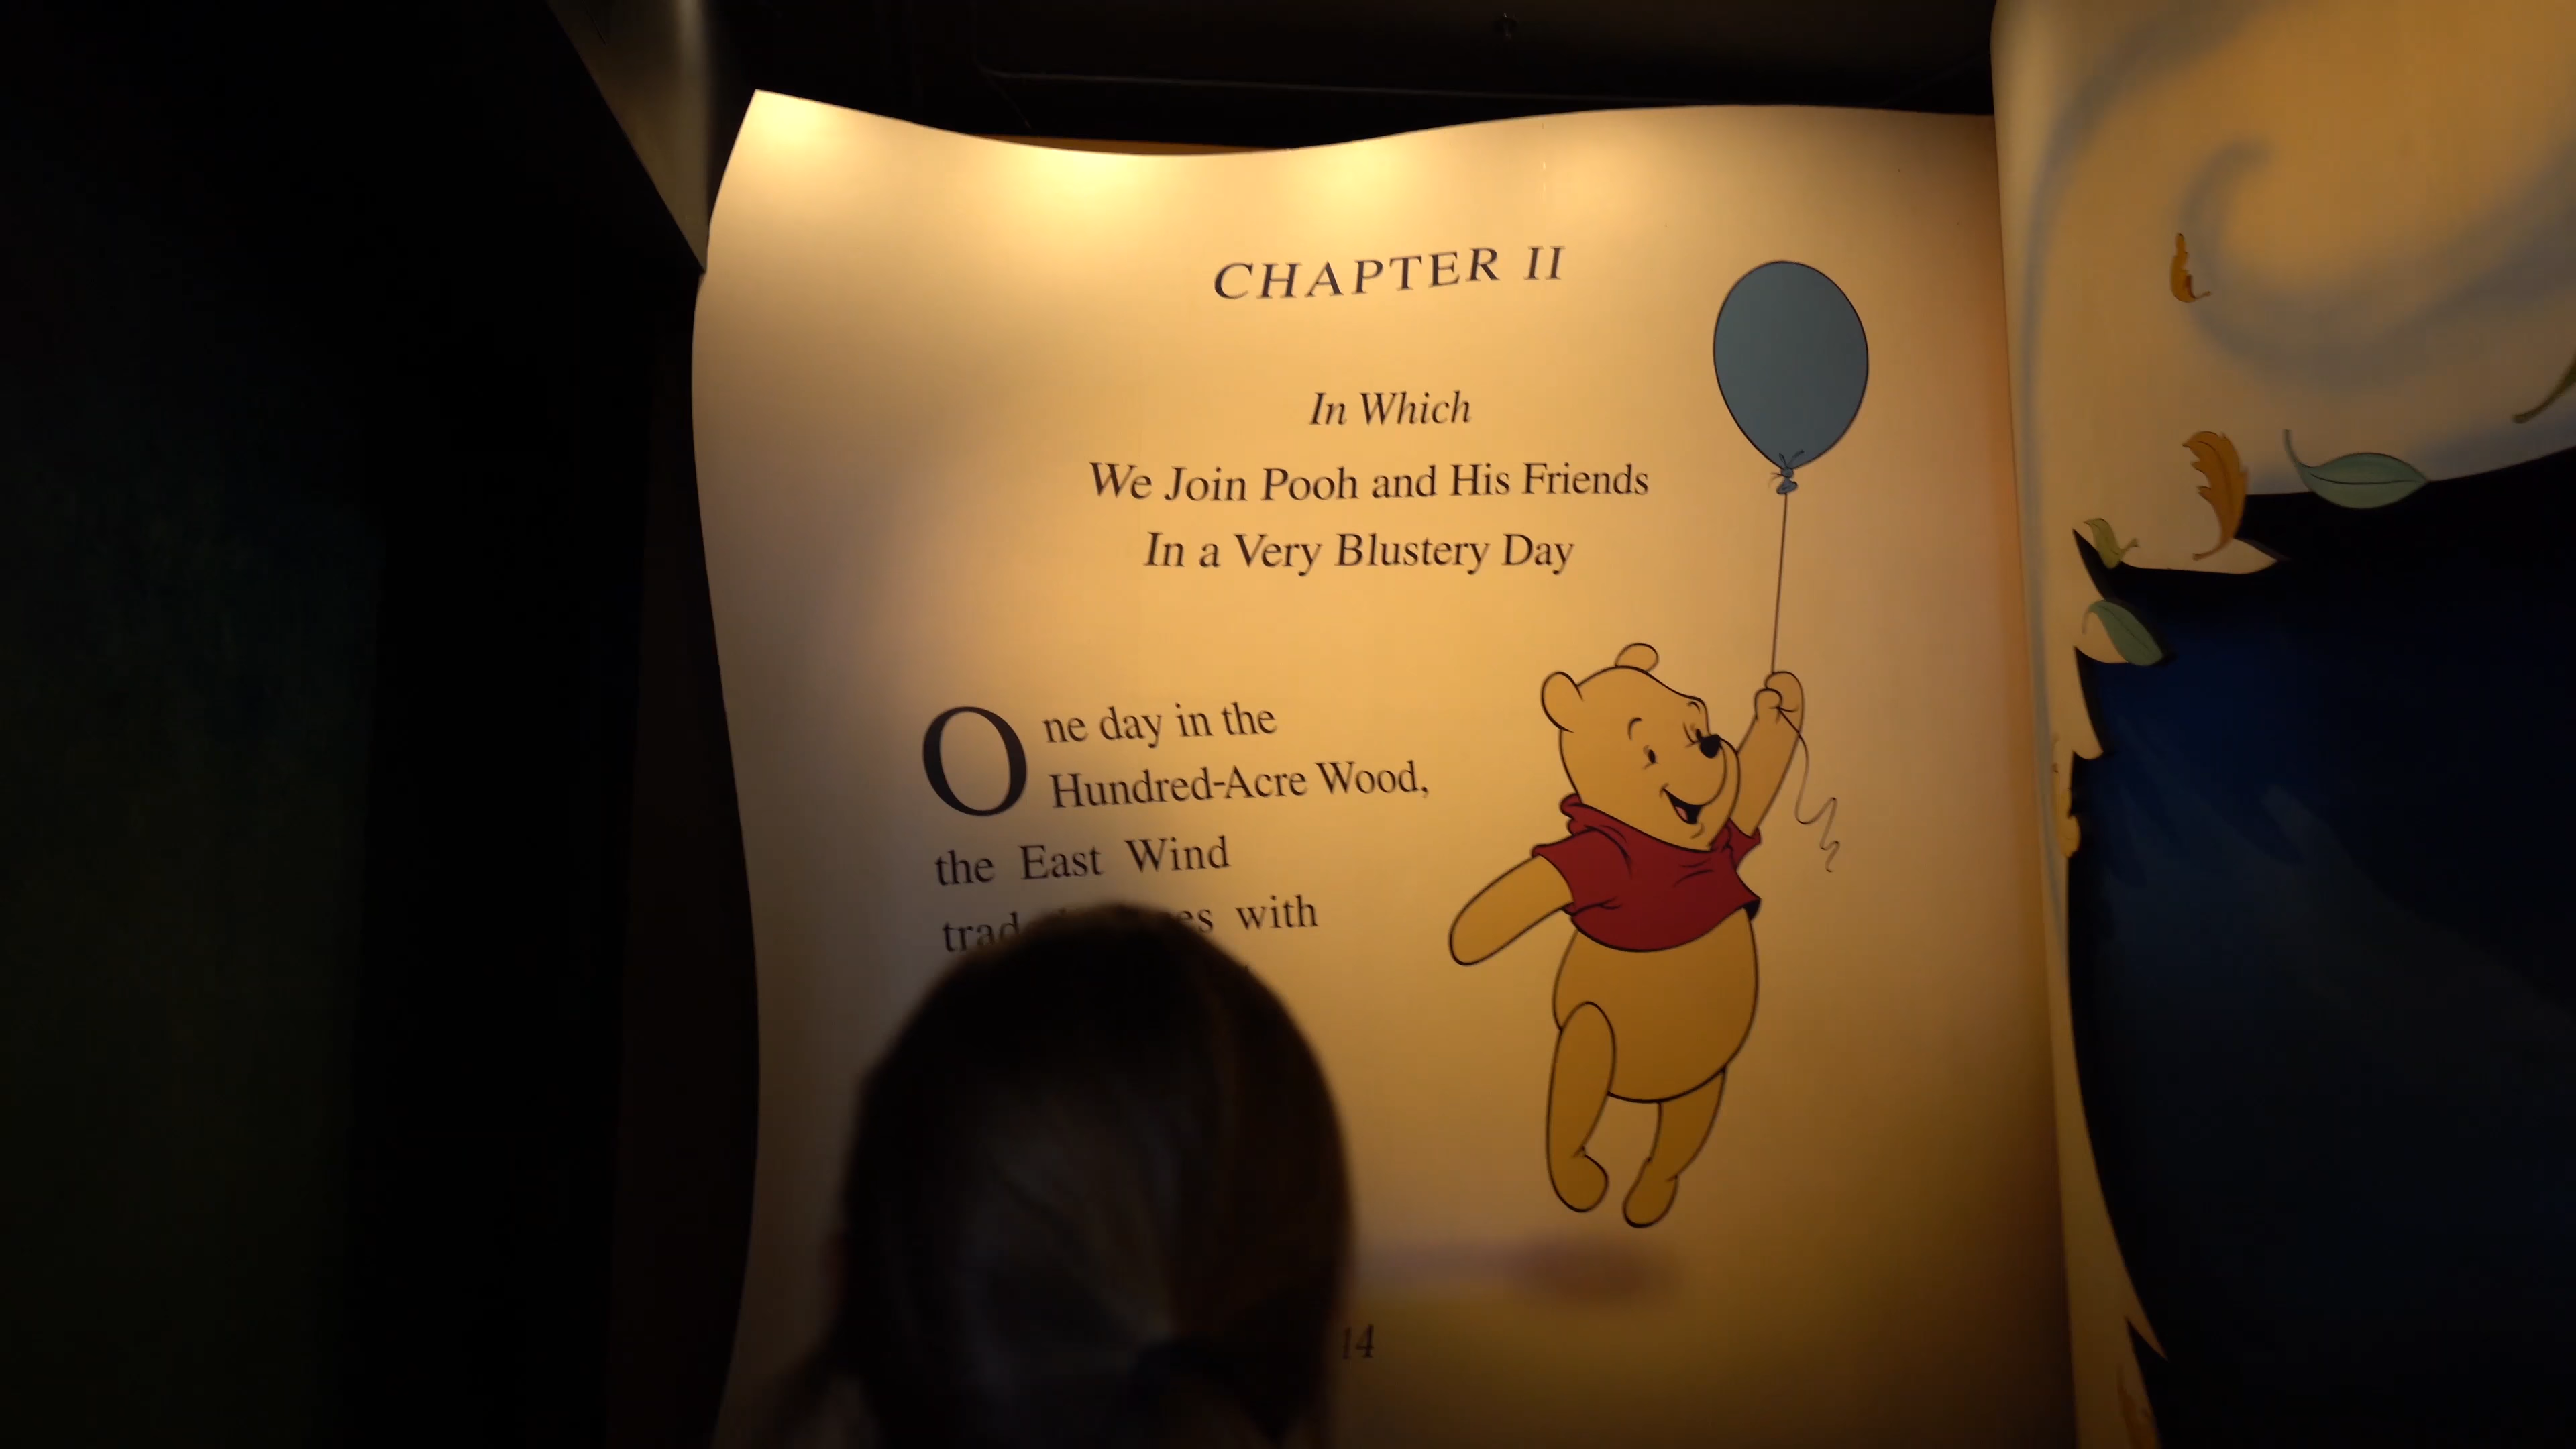 CHAPTER II
In Which
We Join Pooh and His Friends
In a Very Blustery Day
One day in the
Hundred-Acre Wood,
the East Wind
with
14